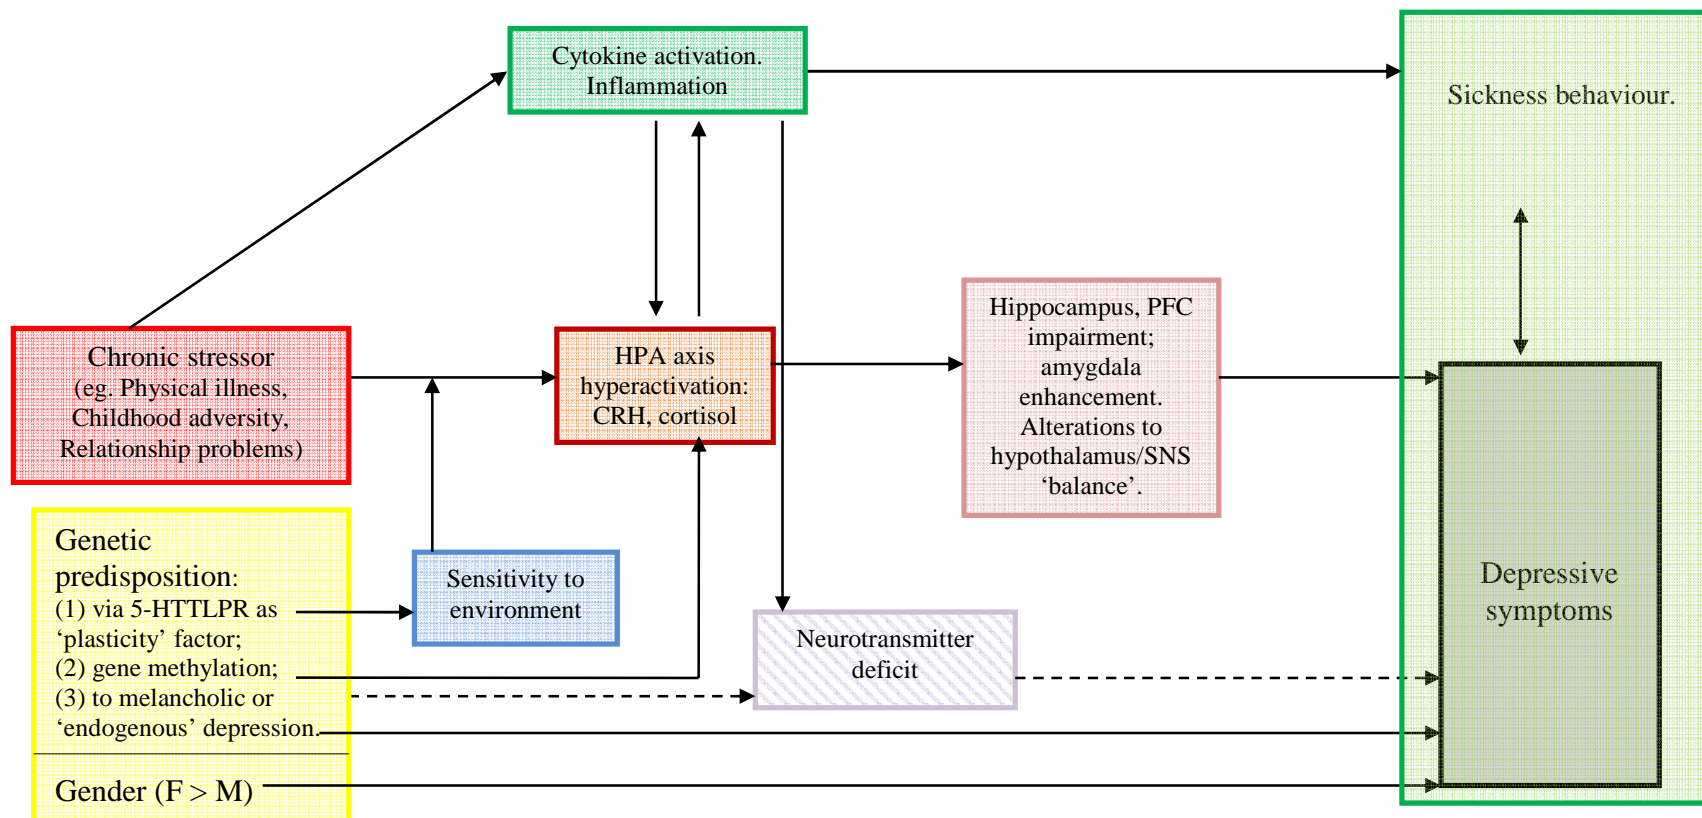 Cytokine activation.
Inflammation
Sickness behaviour.
Chronic stressor
(eg. Physical illness,
Childhood adversity,
Relationship problems)
HPA axis
hyperactivation:
CRH, cortisol
Hippocampus, PFC
impairment;
amygdala
enhancement.
Alterations to
hypothalamus/SNS
‘balance’.
Genetic
predisposition:
(1) via 5-HTTLPR as
‘plasticity’ factor;
(2) gene methylation;
(3) to melancholic or
‘endogenous’ depression.
Sensitivity to
environment
Neurotransmitter
deficit
Depressive
symptoms
Gender (F > M)